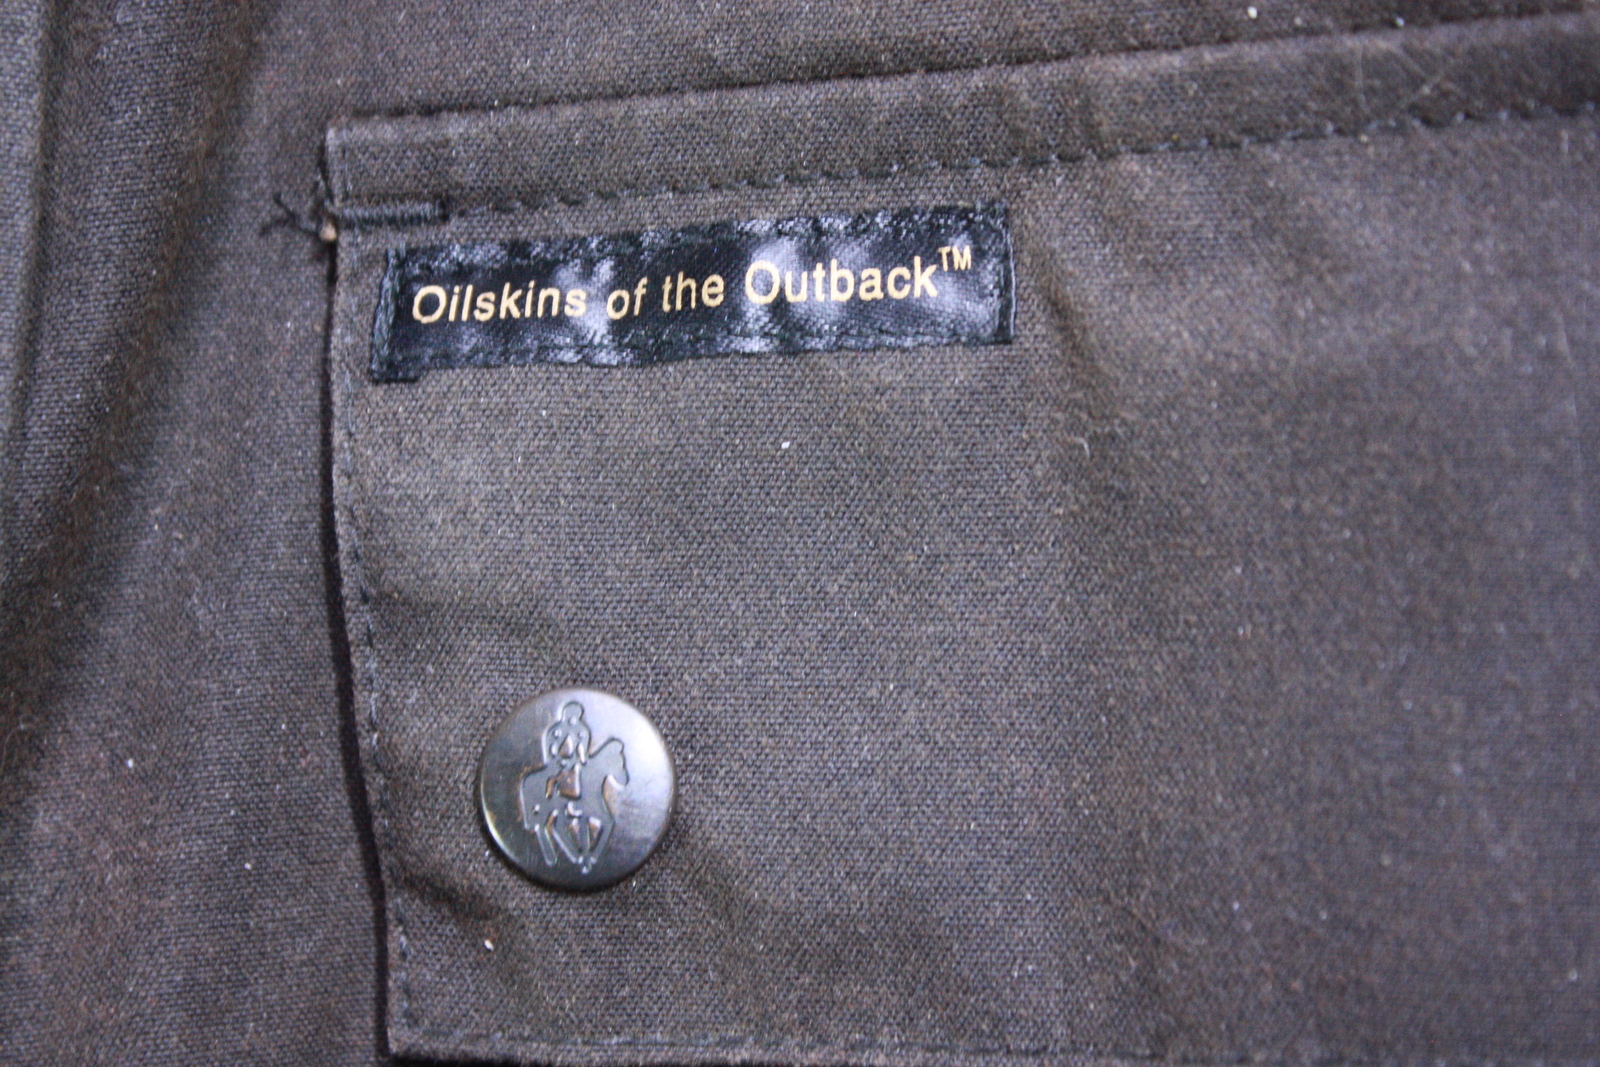 Oilskins of the Outback™